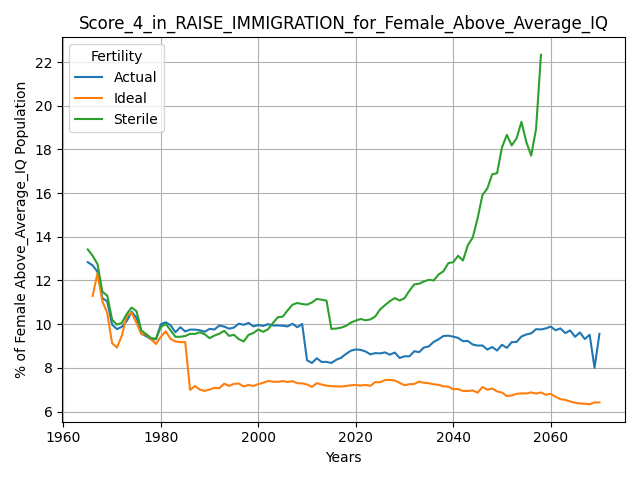 Score_4_in_RAISE_IMMIGRATION_for_Female_Above_Average_IQ
Fertility
Actual
Ideal
Sterile
% of Female Above_Average_IQ Population
22
20
18
16
14
12
10
8
6
1960
1980
2000
2020
2040
2060
Years